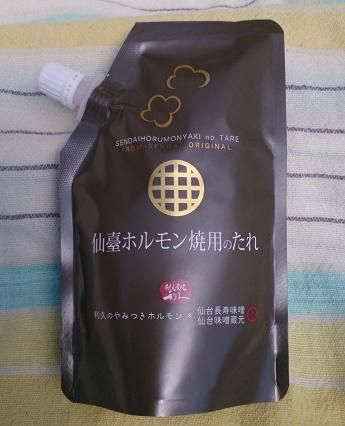 SENDAIHORUMONYAKI no TARE
FROM SENDAI ORIGINAL
仙臺ホルモン焼用のたれ
利久のやみつきホルモン×
仙台長寿味噌
仙台味噌蔵元